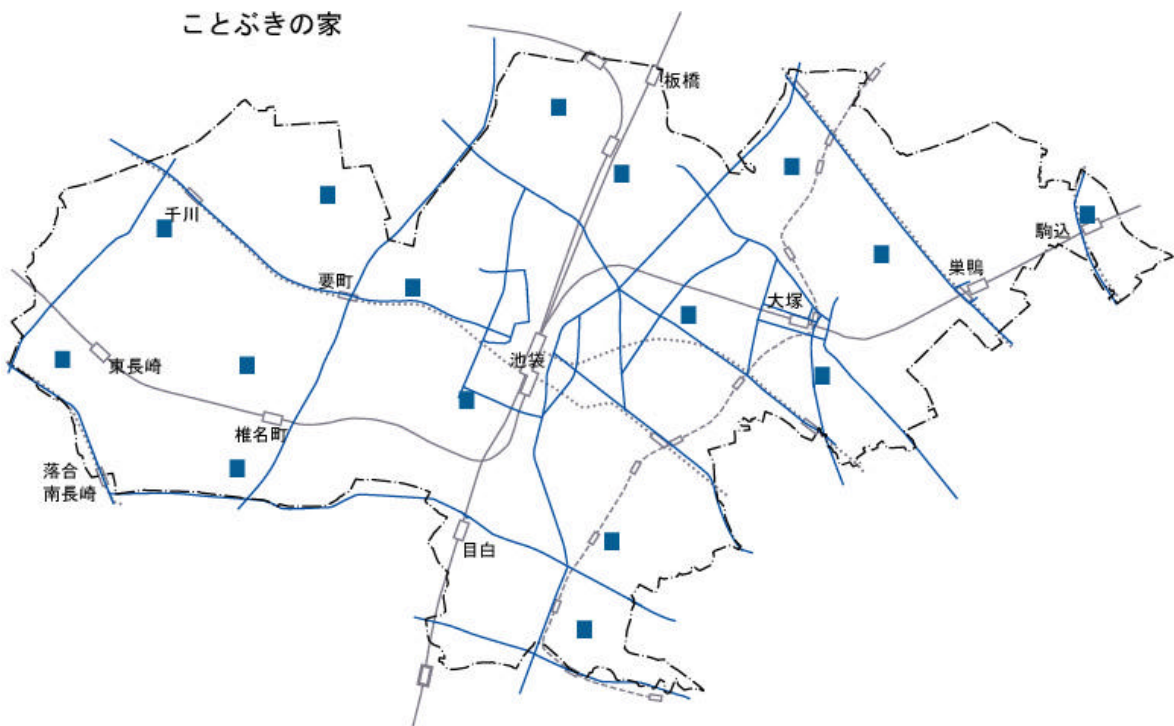 ことぶきの家
板橋
千川
駒込
巣鴨
要町
大塚
池袋
東長崎
椎名町
落合
南長崎
目白